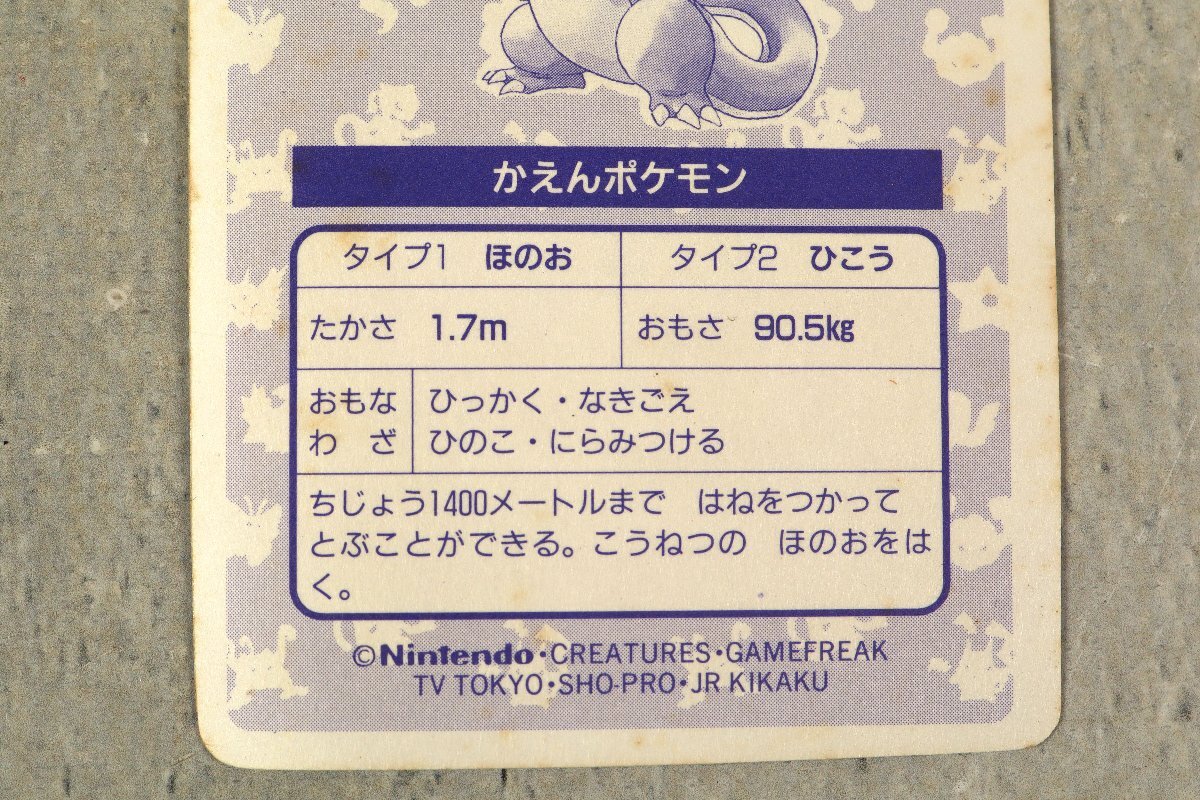 かえんポケモン
タイプ1 ほのお タイプ2 ひこう
たかさ 1.7m おもさ 90.5kg
おもな ひっかく・なきごえ
わ ざ ひのこ・にらみつける
ちじょう1400メートルまで はねをつかって
とぶことができる。こうねつの ほのおをは
く。
©Nintendo・CREATURES・GAMEFREAK
TV TOKYO・SHO-PRO・JR KIKAKU